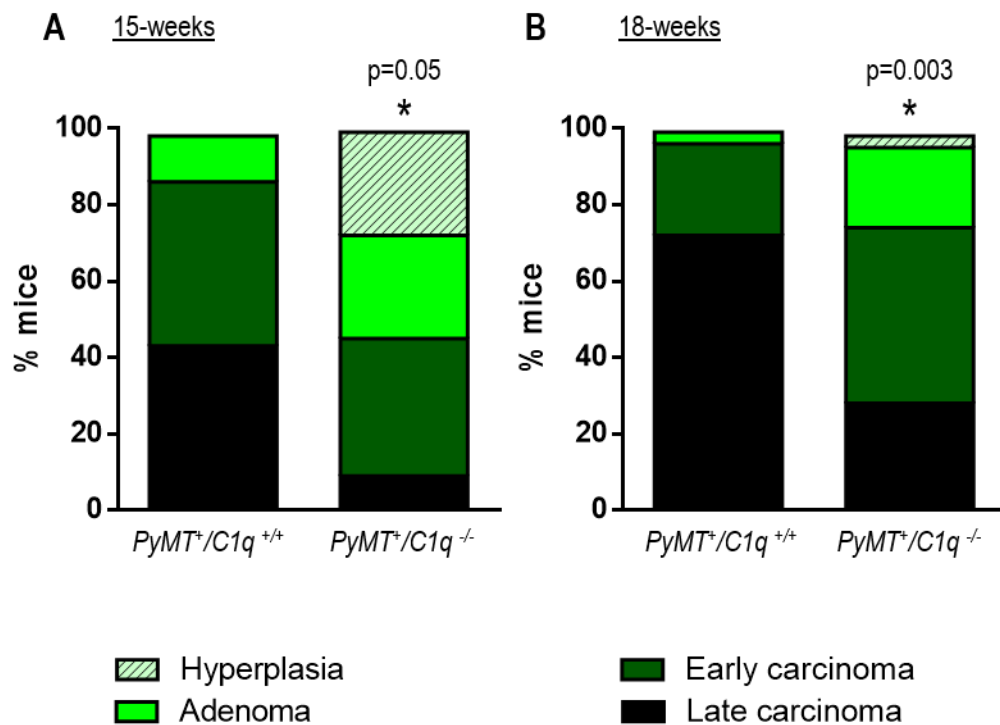 A 15-weeks
p=0.05
*
% mice
100
80
60
40
20
0
PyMT⁺/C1q ⁺/⁺
PyMT⁺/C1q ⁻/⁻
B 18-weeks
p=0.003
*
% mice
100
80
60
40
20
0
PyMT⁺/C1q ⁺/⁺
PyMT⁺/C1q ⁻/⁻
Hyperplasia
Adenoma
Early carcinoma
Late carcinoma